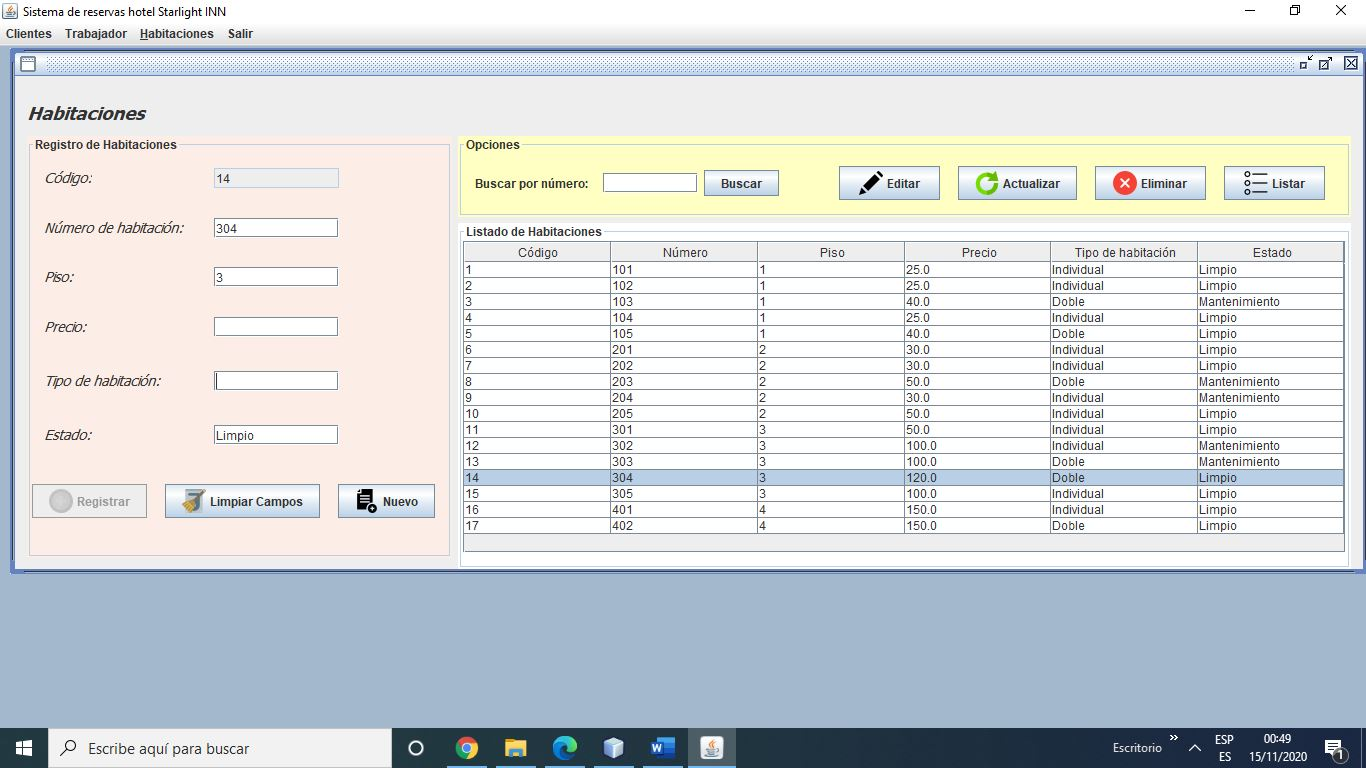 Sistema de reservas hotel Starlight INN
Clientes Trabajador Habitaciones Salir
Habitaciones
Registro de Habitaciones
Código: 14
Número de habitación: 304
Piso: 3
Precio:
Tipo de habitación:
Estado: Limpio
Registrar Limpiar Campos Nuevo
Opciones
Buscar por número: Buscar Editar Actualizar Eliminar Listar
Listado de Habitaciones
Código Número Piso Precio Tipo de habitación Estado
1 101 1 25.0 Individual Limpio
2 102 1 25.0 Individual Limpio
3 103 1 40.0 Doble Mantenimiento
4 104 1 25.0 Individual Limpio
5 105 1 40.0 Doble Limpio
6 201 2 30.0 Individual Limpio
7 202 2 30.0 Individual Limpio
8 203 2 50.0 Doble Mantenimiento
9 204 2 30.0 Individual Mantenimiento
10 205 2 50.0 Individual Limpio
11 301 3 50.0 Individual Limpio
12 302 3 100.0 Individual Mantenimiento
13 303 3 100.0 Doble Mantenimiento
14 304 3 120.0 Doble Limpio
15 305 3 100.0 Individual Limpio
16 401 4 150.0 Individual Limpio
17 402 4 150.0 Doble Limpio
Escribe aquí para buscar
Escritorio
ESP
ES
00:49
15/11/2020
1